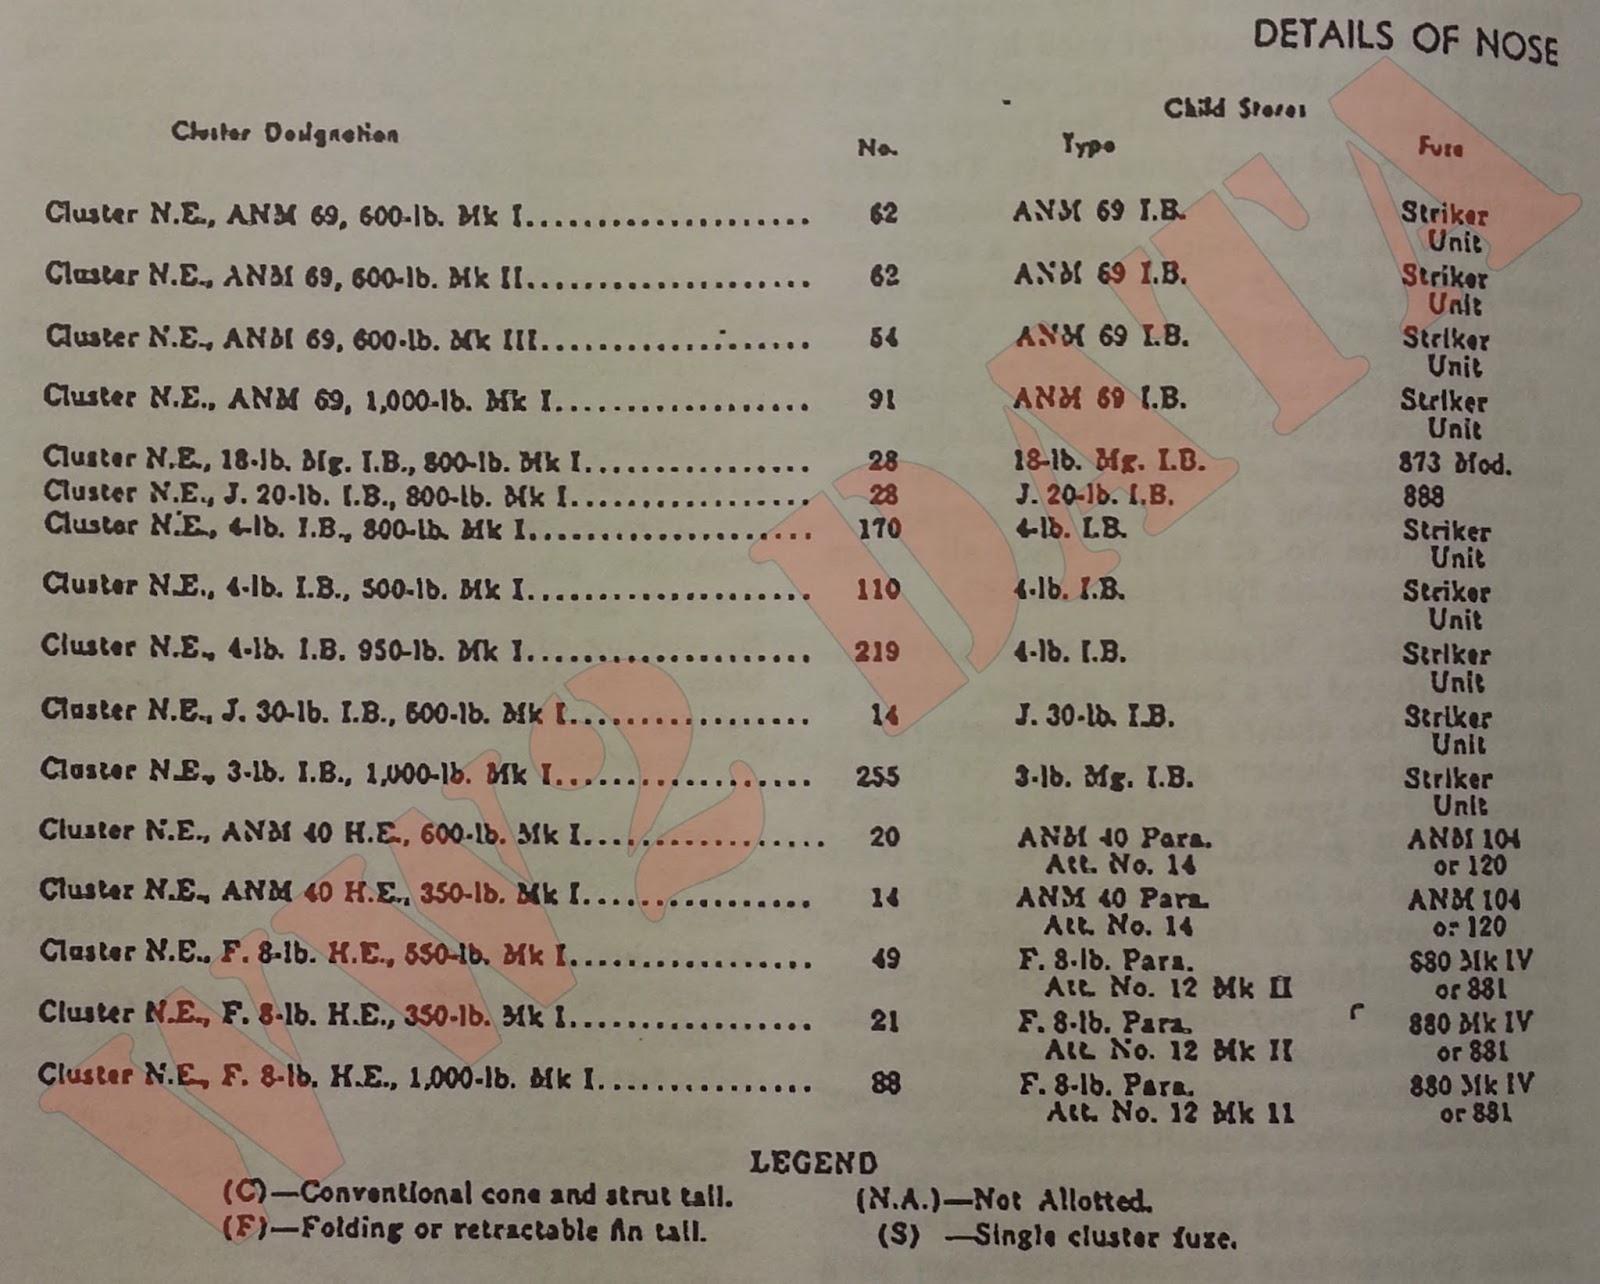 DETAILS OF NOSE
Child Stores
Cluster Designation No. Type Fuze
Cluster N.E., ANM 69, 600-lb. Mk I.................... 62 ANM 69 I.B. Striker
Unit
Cluster N.E., ANM 69, 600-lb. Mk II.................... 62 ANM 69 I.B. Striker
Unit
Cluster N.E., ANM 69, 600-lb. Mk III................... 54 ANM 69 I.B. Striker
Unit
Cluster N.E., ANM 69, 1,000-lb. Mk I.................. 91 ANM 69 I.B. Striker
Unit
Cluster N.E., 18-lb. Mg. I.B., 800-lb. Mk I................ 28 18-lb. Mg. I.B. 873 Mod.
Cluster N.E., J. 20-lb. I.B., 800-lb. Mk I................. 28 J. 20-lb. I.B. 888
Cluster N.E., 4-lb. I.B., 800-lb. Mk I.................... 170 4-lb. I.B. Striker
Unit
Cluster N.E., 4-lb. I.B., 500-lb. Mk I.................... 110 4-lb. I.B. Striker
Unit
Cluster N.E., 4-lb. I.B. 950-lb. Mk I.................... 219 4-lb. I.B. Striker
Unit
Cluster N.E., J. 30-lb. I.B., 600-lb. Mk I................. 14 J. 30-lb. I.B. Striker
Unit
Cluster N.E., 3-lb. I.B., 1,000-lb. Mk I.................. 255 3-lb. Mg. I.B. Striker
Unit
Cluster N.E., ANM 40 H.E., 600-lb. Mk I................. 20 ANM 40 Para. ANM 104
Att. No. 14 or 120
Cluster N.E., ANM 40 H.E., 350-lb. Mk I................ 14 ANM 40 Para. ANM 104
Att. No. 14 or 120
Cluster N.E., F. 8-lb. H.E., 550-lb. Mk I................. 49 F. 8-lb. Para. 880 Mk IV
Att. No. 12 Mk II or 881
Cluster N.E., F. 8-lb. H.E., 350-lb. Mk I................. 21 F. 8-lb. Para. 880 Mk IV
Att. No. 12 Mk II or 881
Cluster N.E., F. 8-lb. H.E., 1,000-lb. Mk I............... 88 F. 8-lb. Para. 880 Mk IV
Att. No. 12 Mk 11 or 881
LEGEND
(C)—Conventional cone and strut tail. (N.A.)—Not Allotted.
(F)—Folding or retractable fin tail. (S) —Single cluster fuze.
WW2 DATA